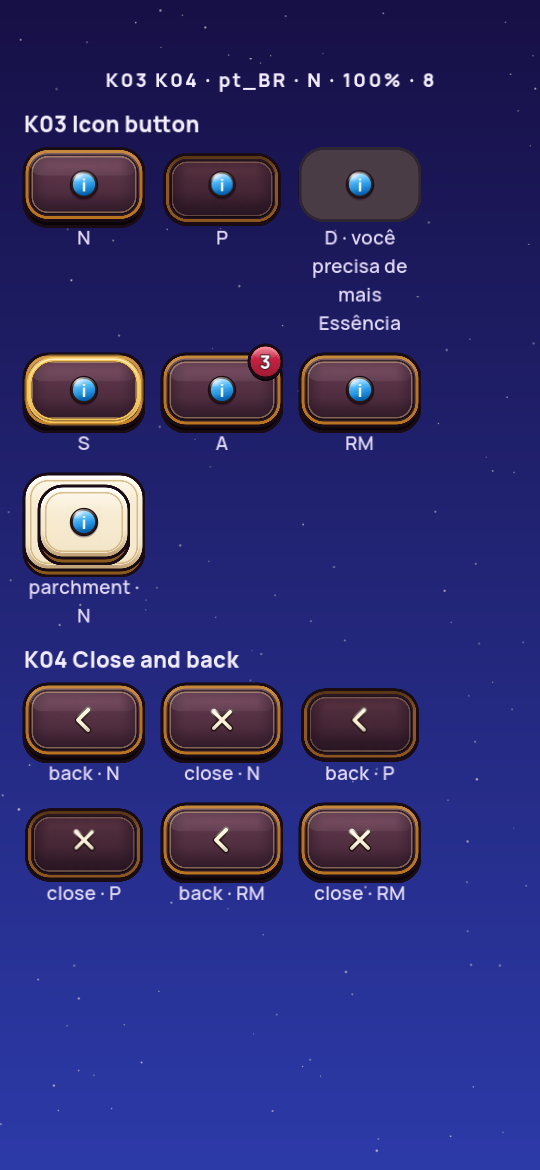 K03 K04 · pt_BR · N · 100% · 8
K03 Icon button
i
i
i
N
P
D · você
precisa de
mais
Essência
i
i
3
i
S
A
RM
i
parchment ·
N
K04 Close and back
back · N
close · N
back · P
close · P
back · RM
close · RM